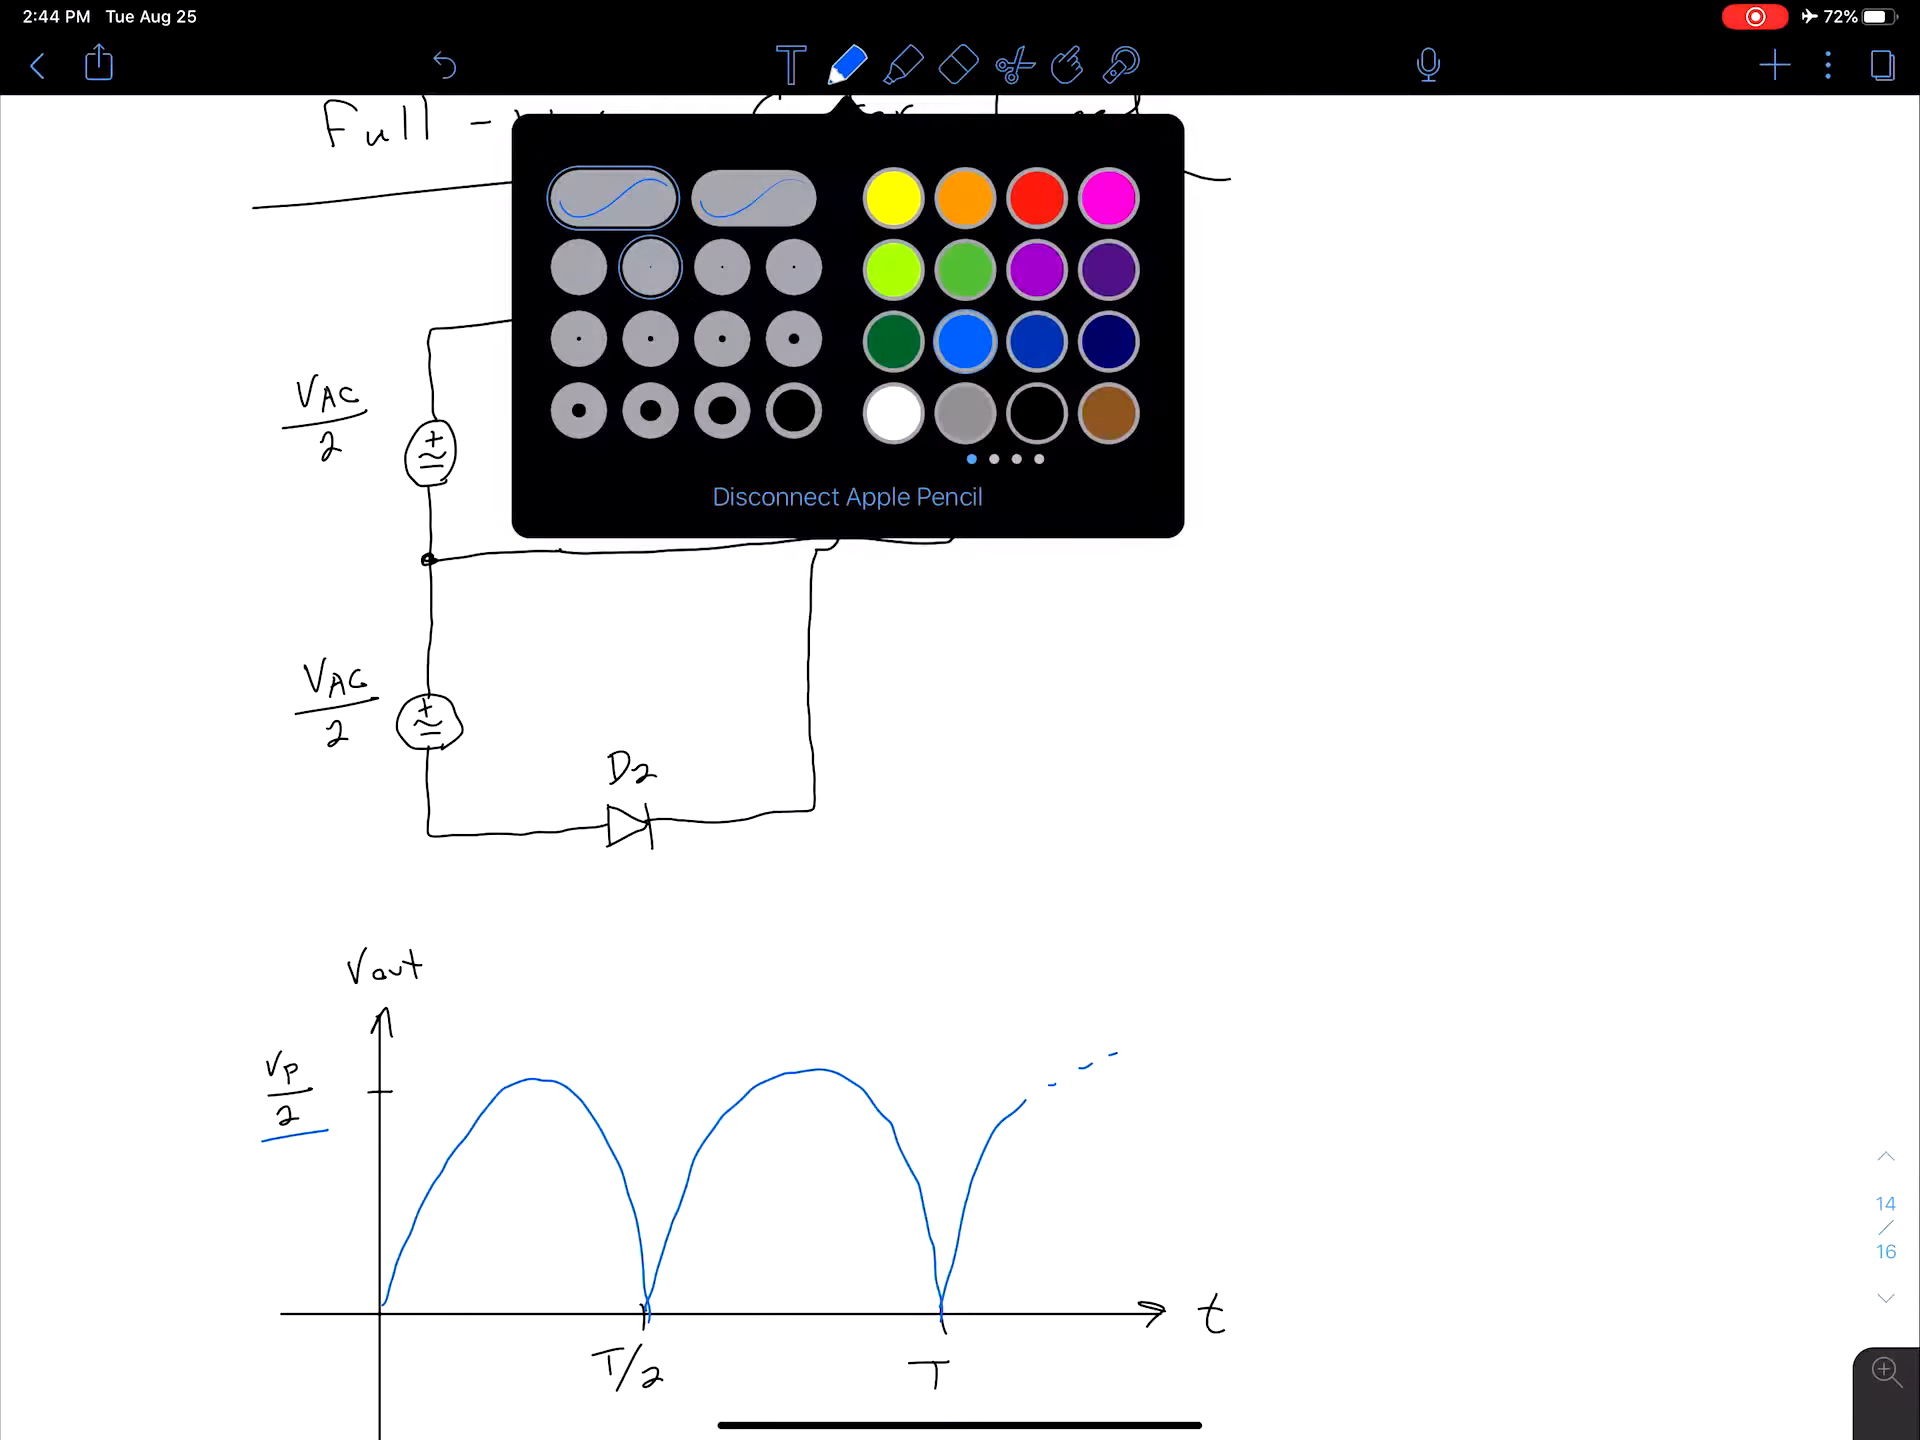 2:44 PM Tue Aug 25
72%
T
Full -
Disconnect Apple Pencil
VAC
2
+
VAC
2
+
D2
Vout
Vp
2
14
/
16
t
T/2
T